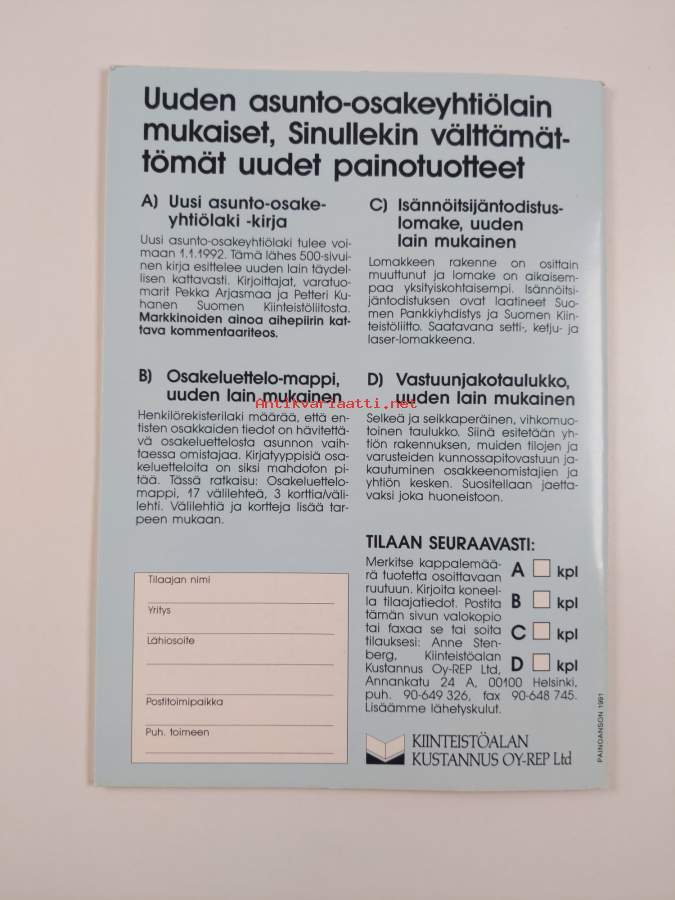 Uuden asunto-osakeyhtiölain
mukaiset, Sinullekin välttämät-
tömät uudet painotuotteet
A) Uusi asunto-osake-
yhtiölaki -kirja
Uusi asunto-osakeyhtiölaki tulee voi-
maan 1.1.1992. Tämä lähes 500-sivui-
nen kirja esittelee uuden lain täydel-
lisen kattavasti. Kirjoittajat, varatuo-
marit Pekka Arjasmaa ja Petteri Ku-
hanen Suomen Kiinteistöliitosta.
Markkinoiden ainoa aihepiirin kat-
tava kommentaariteos.
B) Osakeluettelo-mappi,
uuden lain mukainen
Henkilörekisterilaki määrää, että en-
tisten osakkaiden tiedot on hävitettä-
vä osakeluettelosta asunnon vaih-
taessa omistajaa. Kirjatyyppisiä osa-
keluetteloita on siksi mahdoton pi-
tää. Tässä ratkaisu: Osakeluettelo-
mappi, 17 välilehteä, 3 korttia/väli-
lehti. Välilehtiä ja kortteja lisää tar-
peen mukaan.
C) Isännöitsijäntodistus-
lomake, uuden
lain mukainen
Lomakkeen rakenne on osittain
muuttunut ja lomake on aikaisem-
paa yksityiskohtaisempi. Isännöitsi-
jäntodistuksen ovat laatineet Suo-
men Pankkiyhdistys ja Suomen Kiin-
teistöliitto. Saatavana setti-, ketju- ja
laser-lomakkeena.
D) Vastuunjakotaulukko,
uuden lain mukainen
Selkeä ja seikkaperäinen, vihkomuo-
toinen taulukko. Siinä esitetään yh-
tiön rakennuksen, muiden tilojen ja
varusteiden kunnossapitovastuun ja-
kautuminen osakkeenomistajien ja
yhtiön kesken. Suositellaan jaetta-
vaksi joka huoneistoon.
Antikvariaatti.net
TILAAN SEURAAVASTI:
Merkitse kappalemää-
rä tuotetta osoittavaan
ruutuun. Kirjoita koneel-
la tilaajatiedot. Postita
tämän sivun valokopio
tai faxaa se tai soita
tilauksesi: Anne Sten-
berg, Kiinteistöalan
Kustannus Oy-REP Ltd,
Annankatu 24 A, 00100 Helsinki,
puh. 90-649 326, fax 90-648 745.
Lisäämme lähetyskulut.
A kpl
B kpl
C kpl
D kpl
Tilaajan nimi
Yritys
Lähiosoite
Postitoimipaikka
Puh. toimeen
KIINTEISTÖALAN
KUSTANNUS OY-REP Ltd
PAINOANSION 1991